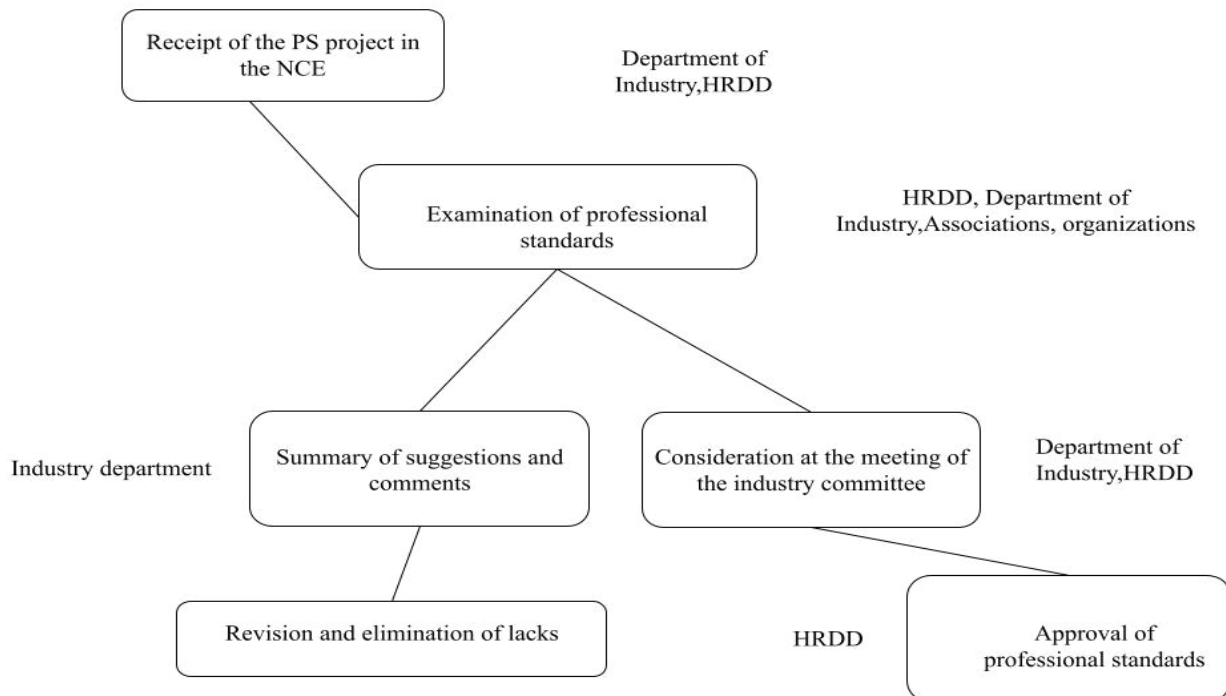 Receipt of the PS project in
the NCE
Department of
Industry,HRDD
Examination of professional
standards
HRDD, Department of
Industry,Associations, organizations
Industry department
Summary of suggestions and
comments
Consideration at the meeting of
the industry committee
Department of
Industry,HRDD
Revision and elimination of lacks
HRDD
Approval of
professional standards